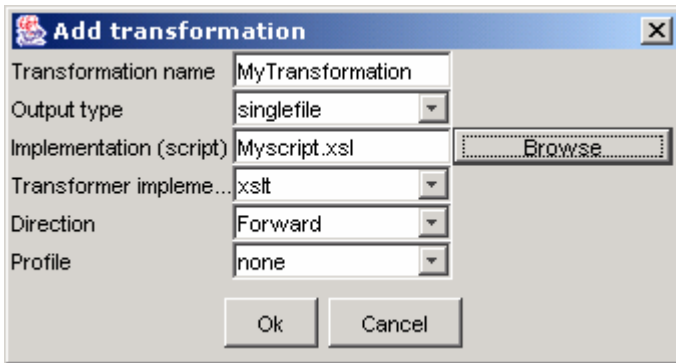 Add transformation
Transformation name MyTransformation
Output type singlefile
Implementation (script) Myscript.xsl Browse
Transformer impleme... xslt
Direction Forward
Profile none
Ok Cancel